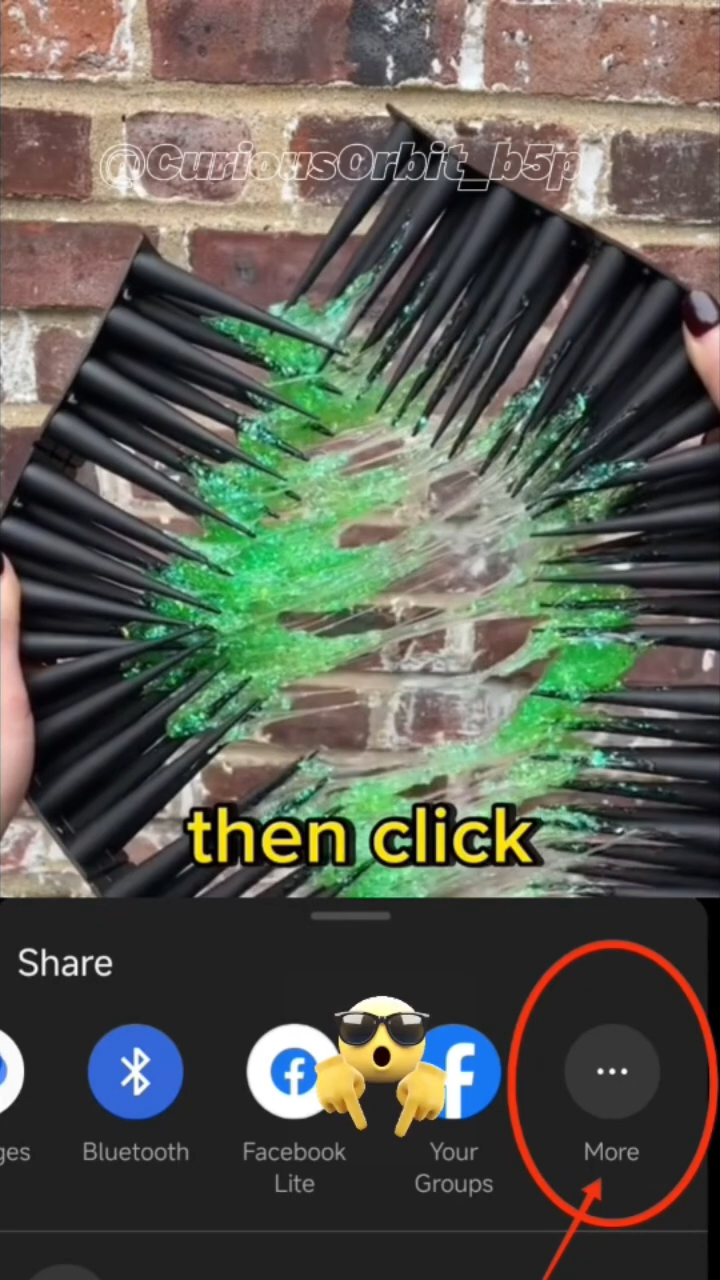 @CuriousOrbit_b5p
then click
Share
ges
Bluetooth
Facebook
Lite
Your
Groups
More